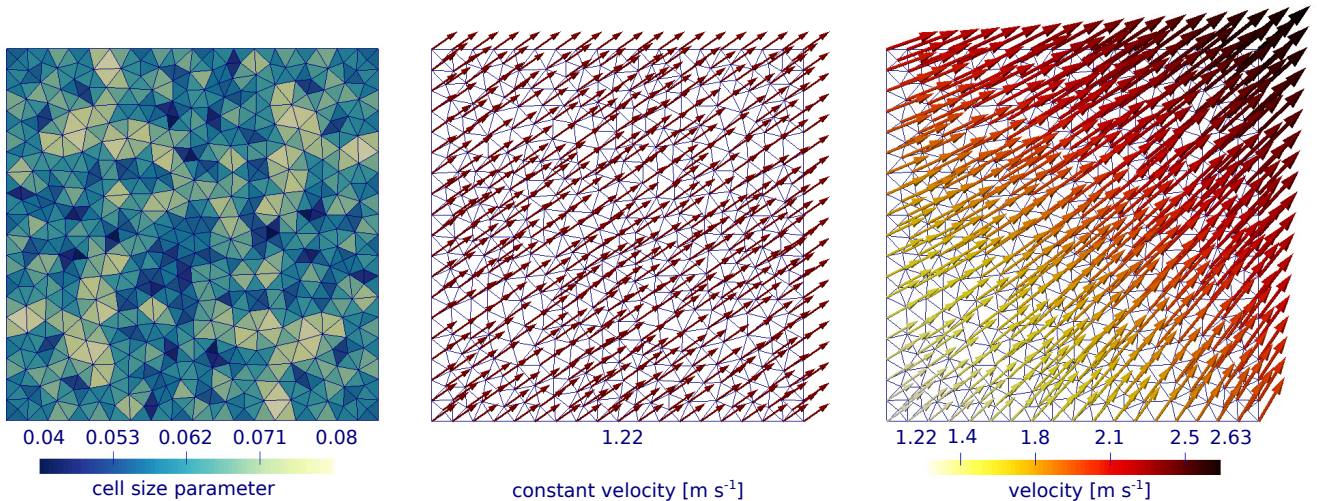 0.04 0.053 0.062 0.071 0.08
cell size parameter
1.22
constant velocity [m s⁻¹]
1.22 1.4 1.8 2.1 2.5 2.63
velocity [m s⁻¹]